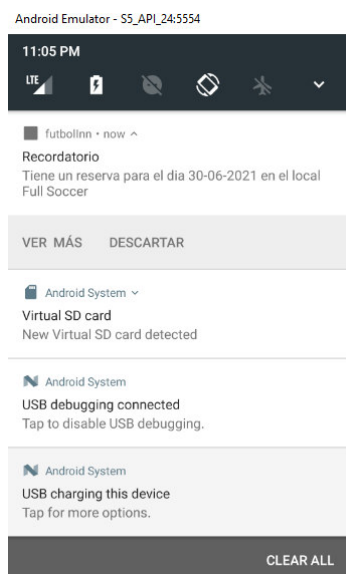 Android Emulator - S5_API_24:5554
11:05 PM
LTE
futbolInn • now
Recordatorio
Tiene un reserva para el dia 30-06-2021 en el local
Full Soccer
VER MÁS DESCARTAR
Android System
Virtual SD card
New Virtual SD card detected
Android System
USB debugging connected
Tap to disable USB debugging.
Android System
USB charging this device
Tap for more options.
CLEAR ALL